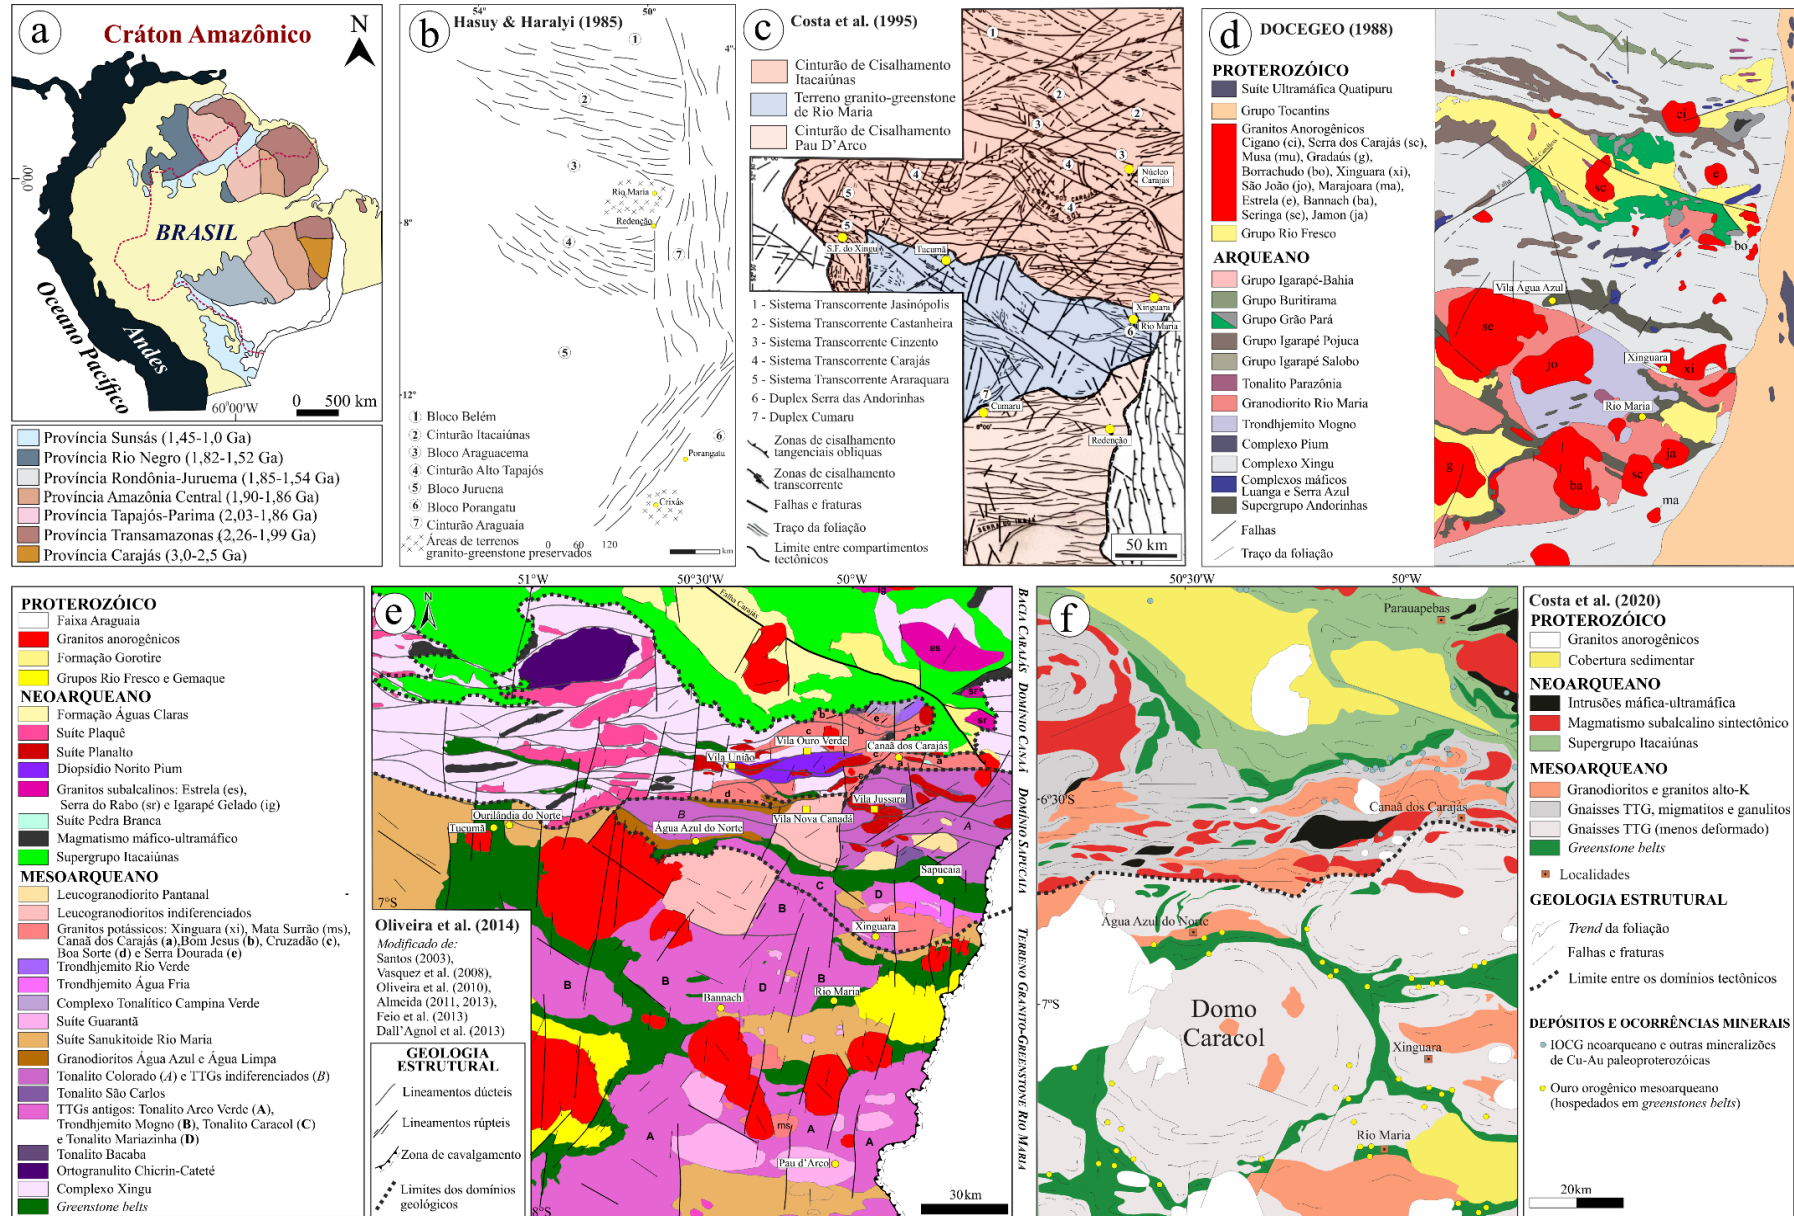 a
Cráton Amazônico
N
0°00'
BRASIL
Oceano Pacífico
Andes
60°00'W
0 500 km
Província Sunsás (1,45-1,0 Ga)
Província Rio Negro (1,82-1,52 Ga)
Província Rondônia-Juruema (1,85-1,54 Ga)
Província Amazônia Central (1,90-1,86 Ga)
Província Tapajós-Parima (2,03-1,86 Ga)
Província Transamazonas (2,26-1,99 Ga)
Província Carajás (3,0-2,5 Ga)
b
Hasuy & Haralyi (1985)
54°
50°
4°
8°
12°
1
2
3
Rio Maria
Redenção
4
7
5
6
Porangatu
Crixás
1 Bloco Belém
2 Cinturão Itacaiúnas
3 Bloco Araguacema
4 Cinturão Alto Tapajós
5 Bloco Juruena
6 Bloco Porangatu
7 Cinturão Araguaia
Áreas de terrenos
granito-greenstone preservados
0 60 120
km
c
Costa et al. (1995)
Cinturão de Cisalhamento
Itacaiúnas
Terreno granito-greenstone
de Rio Maria
Cinturão de Cisalhamento
Pau D'Arco
Núcleo
Carajás
S.F. do Xingu
Tucumã
Xinguara
Rio Maria
Cumaru
Redenção
1 - Sistema Transcorrente Jasinópolis
2 - Sistema Transcorrente Castanheira
3 - Sistema Transcorrente Cinzento
4 - Sistema Transcorrente Carajás
5 - Sistema Transcorrente Araraquara
6 - Duplex Serra das Andorinhas
7 - Duplex Cumaru
Zonas de cisalhamento
tangenciais oblíquas
Zonas de cisalhamento
transcorrente
Falhas e fraturas
Traço da foliação
Limite entre compartimentos
tectônicos
50 km
d
DOCEGEO (1988)
PROTEROZÓICO
Suíte Ultramáfica Quatipuru
Grupo Tocantins
Granitos Anorogênicos
Cigano (ci), Serra dos Carajás (sc),
Musa (mu), Gradaús (g),
Borrachudo (bo), Xinguara (xi),
São João (jo), Marajoara (ma),
Estrela (e), Bannach (ba),
Seringa (se), Jamon (ja)
Grupo Rio Fresco
ARQUEANO
Grupo Igarapé-Bahia
Grupo Buritirama
Grupo Grão Pará
Grupo Igarapé Pojuca
Grupo Igarapé Salobo
Tonalito Parazônia
Granodiorito Rio Maria
Trondhjemito Mogno
Complexo Pium
Complexo Xingu
Complexos máficos
Luanga e Serra Azul
Supergrupo Andorinhas
Falhas
Traço da foliação
ci
sc
e
bo
Vila Água Azul
se
jo
Xinguara
xi
Rio Maria
g
ba
se
ja
ma
PROTEROZÓICO
Faixa Araguaia
Granitos anorogênicos
Formação Gorotire
Grupos Rio Fresco e Gemaque
NEOARQUEANO
Formação Águas Claras
Suíte Plaquê
Suíte Planalto
Diopsídio Norito Pium
Granitos subalcalinos: Estrela (es),
Serra do Rabo (sr) e Igarapé Gelado (ig)
Suíte Pedra Branca
Magmatismo máfico-ultramáfico
Supergrupo Itacaiúnas
MESOARQUEANO
Leucogranodiorito Pantanal
Leucogranodioritos indiferenciados
Granitos potássicos: Xinguara (xi), Mata Surrão (ms),
Canaã dos Carajás (a),Bom Jesus (b), Cruzadão (c),
Boa Sorte (d) e Serra Dourada (e)
Trondhjemito Rio Verde
Trondhjemito Água Fria
Complexo Tonalítico Campina Verde
Suíte Guarantã
Suíte Sanukitoide Rio Maria
Granodioritos Água Azul e Água Limpa
Tonalito Colorado (A) e TTGs indiferenciados (B)
Tonalito São Carlos
TTGs antigos: Tonalito Arco Verde (A),
Trondhjemito Mogno (B), Tonalito Caracol (C)
e Tonalito Mariazinha (D)
Tonalito Bacaba
Ortogranulito Chicrin-Cateté
Complexo Xingu
Greenstone belts
51°W
50°30'W
50°W
e
N
Falha Carajás
ig
es
sr
sr
Vila Ouro Verde
Vila União
Canaã dos Carajás
Vila Jussara
Vila Nova Canadá
Ourilândia do Norte
Tucumã
Água Azul do Norte
Sapucaia
7°S
Xinguara
Rio Maria
Bannach
ms
Pau d'Arco
8°S
30km
BACIA CARAJÁS DOMÍNIO CANAÃ DOMÍNIO SAPUCAIA TERRENO GRANITO-GREENSTONE RIO MARIA
Oliveira et al. (2014)
Modificado de:
Santos (2003),
Vasquez et al. (2008),
Oliveira et al. (2010),
Almeida (2011, 2013),
Feio et al. (2013)
Dall'Agnol et al. (2013)
GEOLOGIA
ESTRUTURAL
Lineamentos dúcteis
Lineamentos rúpteis
Zona de cavalgamento
Limites dos domínios
geológicos
50°30'W
50°W
f
Parauapebas
6°30'S
Canaã dos Carajás
Água Azul do Norte
7°S
Domo
Caracol
Xinguara
Rio Maria
Costa et al. (2020)
PROTEROZÓICO
Granitos anorogênicos
Cobertura sedimentar
NEOARQUEANO
Intrusões máfica-ultramáfica
Magmatismo subalcalino sintectônico
Supergrupo Itacaiúnas
MESOARQUEANO
Granodioritos e granitos alto-K
Gnaisses TTG, migmatitos e ganulitos
Gnaisses TTG (menos deformado)
Greenstone belts
Localidades
GEOLOGIA ESTRUTURAL
Trend da foliação
Falhas e fraturas
Limite entre os domínios tectônicos
DEPÓSITOS E OCORRÊNCIAS MINERAIS
IOCG neoarqueano e outras mineralizões
de Cu-Au paleoproterozóicas
Ouro orogênico mesoarqueano
(hospedados em greenstones belts)
20km